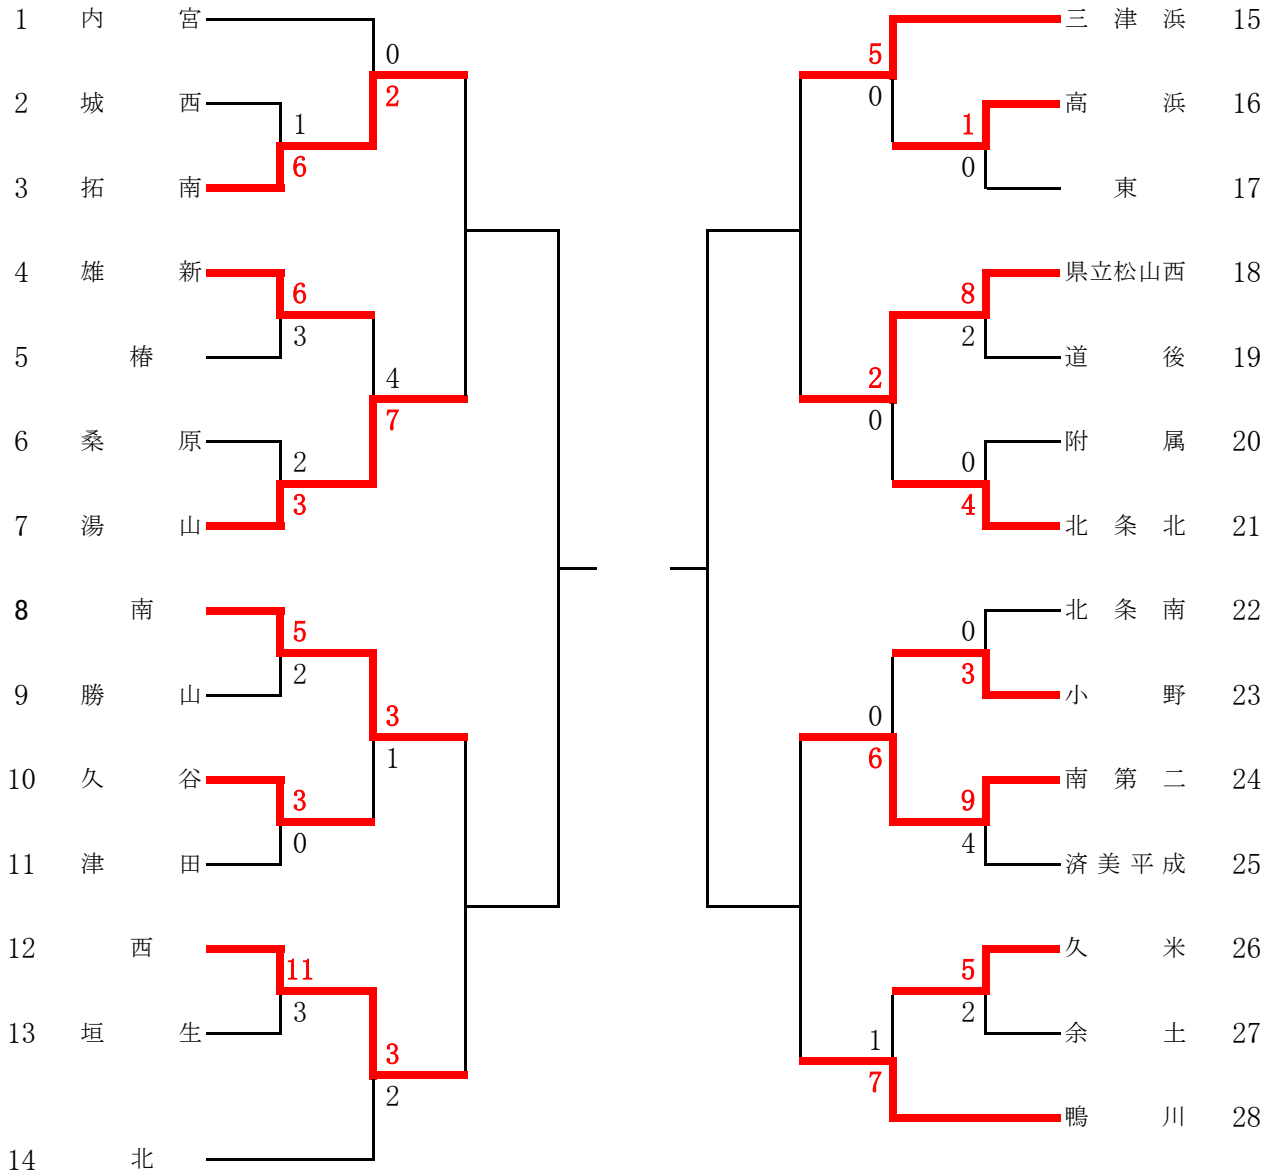 1 内宮
0
2
2 城西
1
6
3 拓南
4 雄新
6
3
5 椿
4
7
6 桑原
2
3
7 湯山
8 南
5
2
9 勝山
3
1
10 久谷
3
0
11 津田
12 西
11
3
13 垣生
3
2
14 北
三津浜 15
5
0
高浜 16
1
0
東 17
県立松山西 18
8
2
道後 19
2
0
附属 20
0
4
北条北 21
北条南 22
0
3
小野 23
0
6
南第二 24
9
4
済美平成 25
久米 26
5
2
余土 27
1
7
鴨川 28